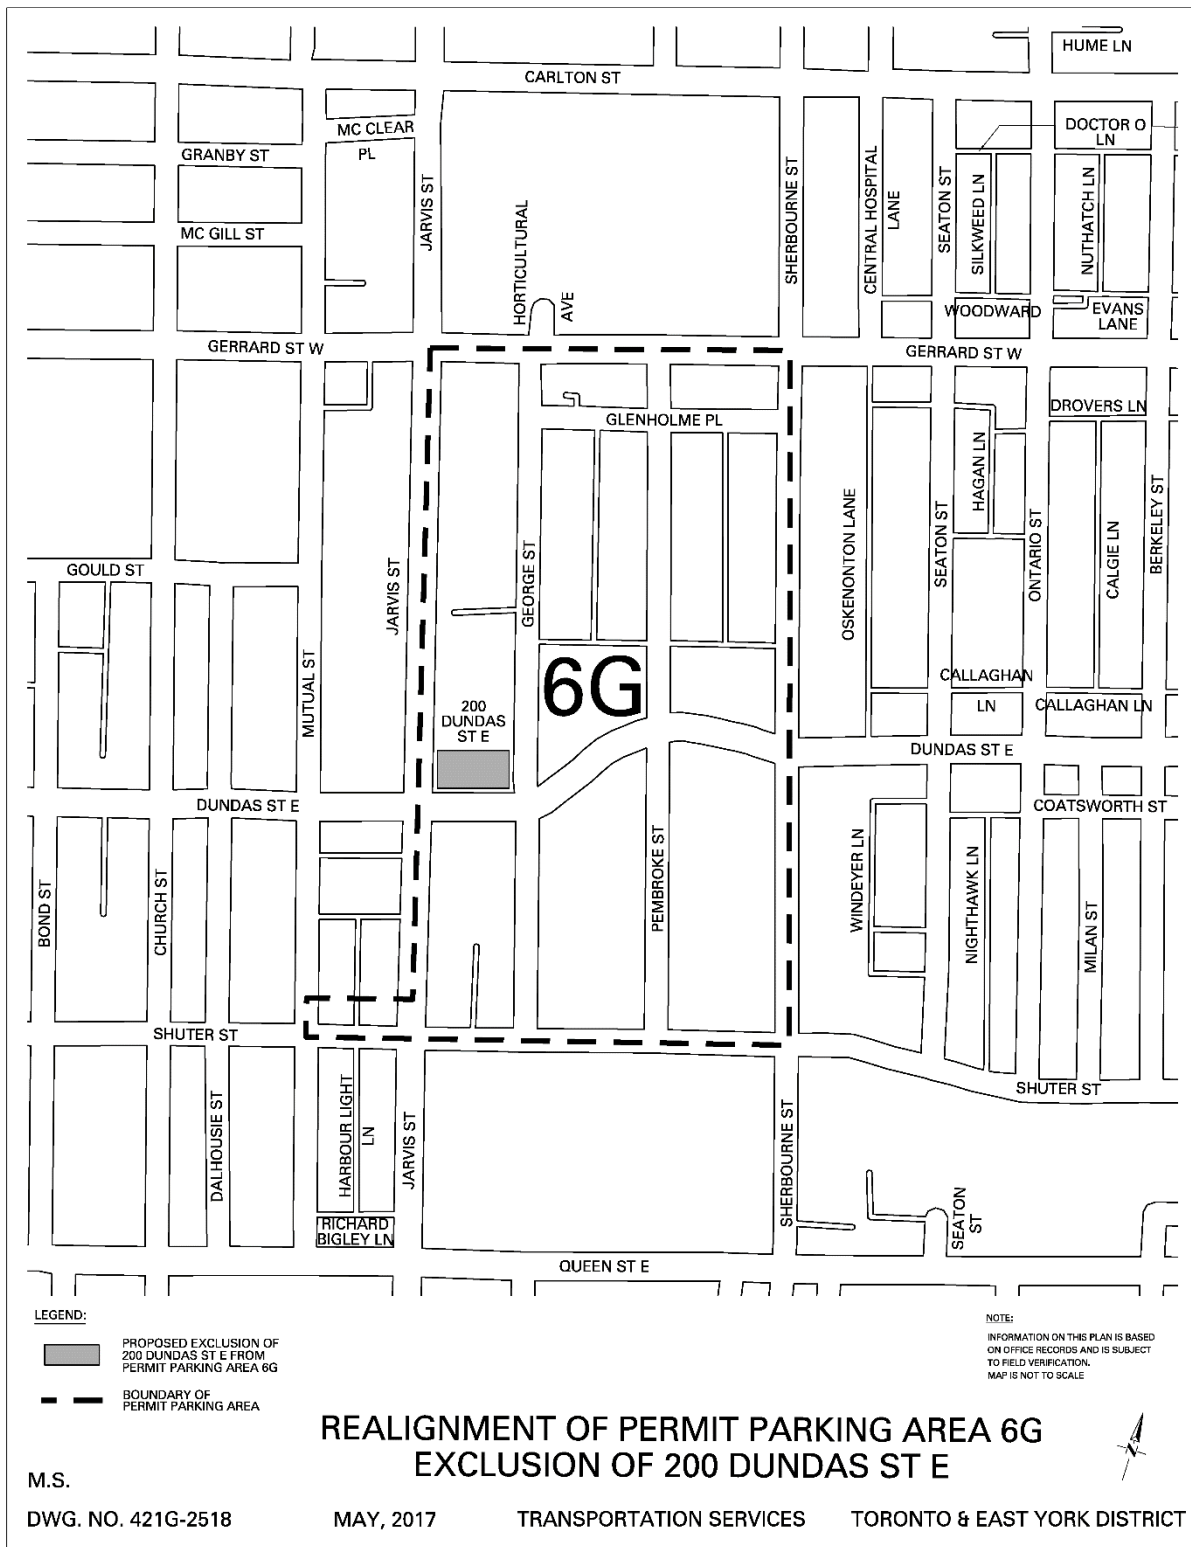 HUME LN
CARLTON ST
MC CLEAR
PL
DOCTOR O
LN
GRANBY ST
JARVIS ST
SHERBOURNE ST
CENTRAL HOSPITAL
LANE
SEATON ST
SILKWEED LN
NUTHATCH LN
MC GILL ST
HORTICULTURAL
AVE
WOODWARD
EVANS
LANE
GERRARD ST W
GERRARD ST W
GLENHOLME PL
DROVERS LN
HAGAN LN
OSKENONTON LANE
SEATON ST
ONTARIO ST
CALGIE LN
BERKELEY ST
GOULD ST
JARVIS ST
GEORGE ST
MUTUAL ST
6G
200
DUNDAS
ST E
CALLAGHAN
LN
CALLAGHAN LN
DUNDAS ST E
DUNDAS ST E
COATSWORTH ST
BOND ST
CHURCH ST
PEMBROKE ST
WINDEYER LN
NIGHTHAWK LN
MILAN ST
SHUTER ST
SHUTER ST
DALHOUSIE ST
HARBOUR LIGHT
LN
JARVIS ST
SHERBOURNE ST
SEATON
ST
RICHARD
BIGLEY LN
QUEEN ST E
LEGEND:
PROPOSED EXCLUSION OF
200 DUNDAS ST E FROM
PERMIT PARKING AREA 6G
BOUNDARY OF
PERMIT PARKING AREA
NOTE:
INFORMATION ON THIS PLAN IS BASED
ON OFFICE RECORDS AND IS SUBJECT
TO FIELD VERIFICATION.
MAP IS NOT TO SCALE
REALIGNMENT OF PERMIT PARKING AREA 6G
EXCLUSION OF 200 DUNDAS ST E
N
M.S.
DWG. NO. 421G-2518 MAY, 2017 TRANSPORTATION SERVICES TORONTO & EAST YORK DISTRICT